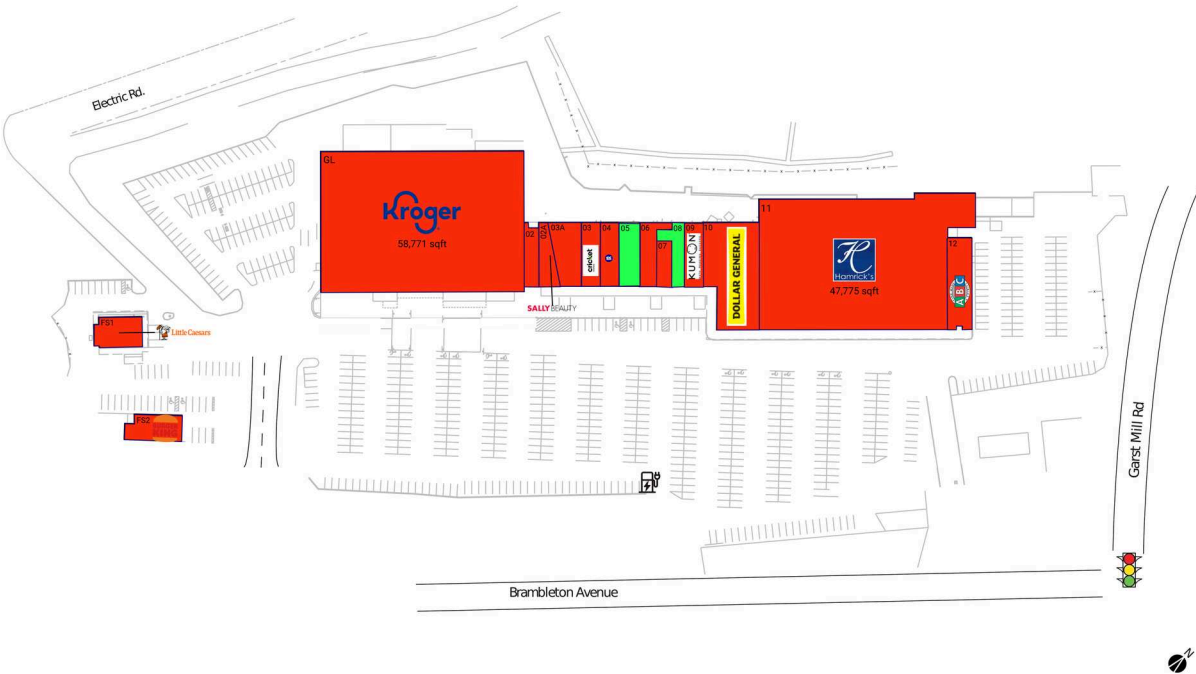 Electric Rd.
GL
Kroger
58,771 sqft
02
02A
03A
03
cricket
04
05
06
07
08
09
KUMON
10
DOLLAR GENERAL
11
H
Hamrick's
47,775 sqft
12
ABC
SALLY BEAUTY
FS1
Little Caesars
FS2
Garst Mill Rd
Brambleton Avenue
N